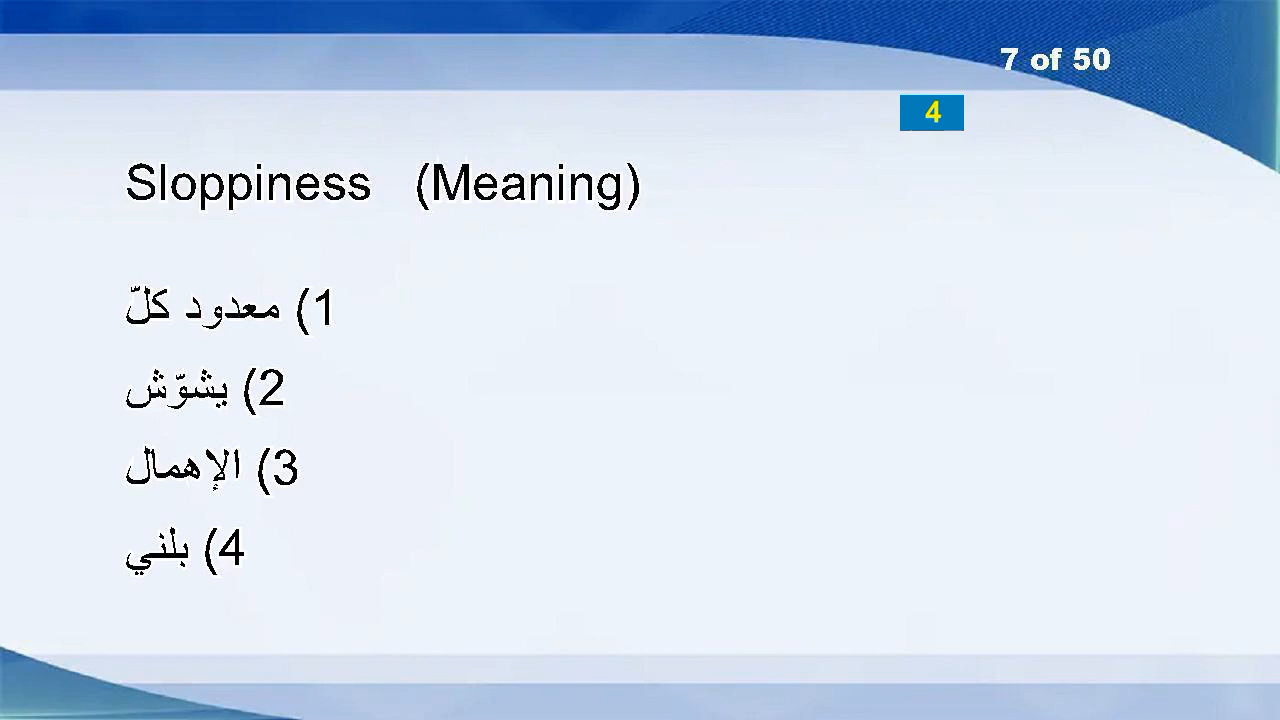 7 of 50
4
Sloppiness (Meaning)
1) معدود كلّ
2) يشوّش
3) الإهمال
4) بلني